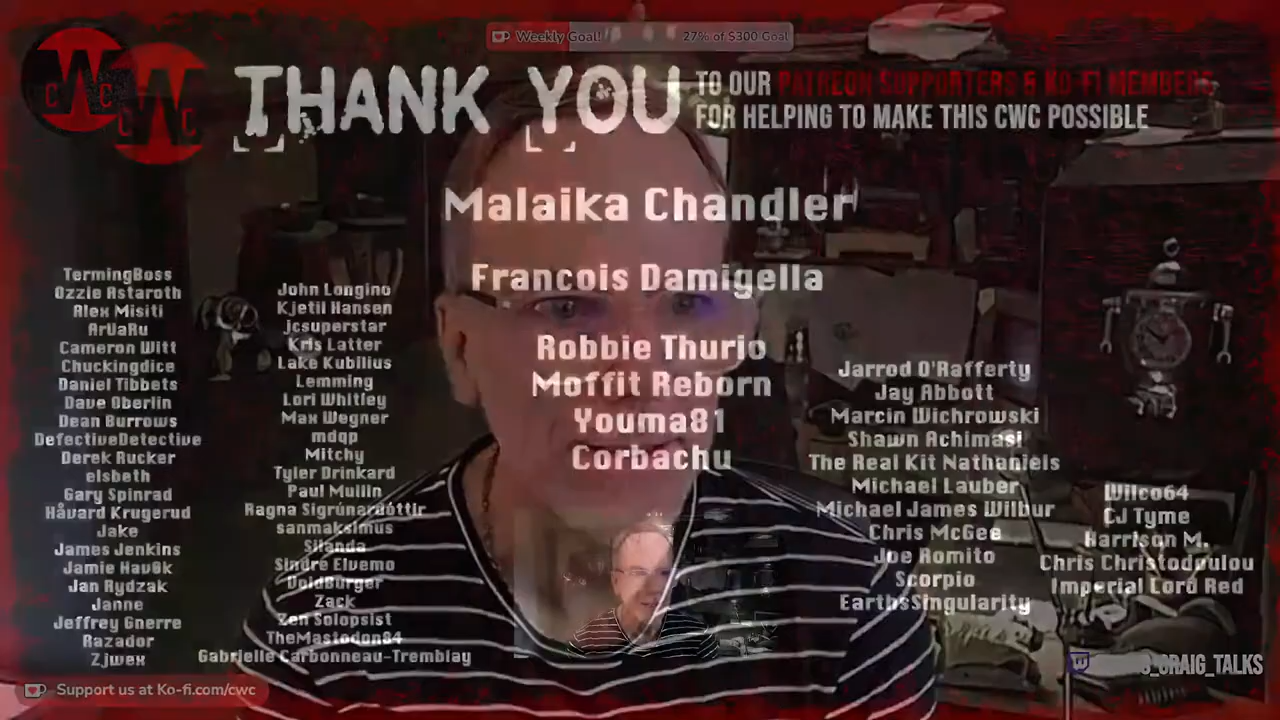 Weekly Goal!
27% of $300 Goal
CWC
CWC
THANK YOU
TO OUR PATREON SUPPORTERS & KO-FI MEMBERS
FOR HELPING TO MAKE THIS CWC POSSIBLE
Malaika Chandler
Francois Damigella
Robbie Thurio
Moffit Reborn
Youma81
Corbachu
TermingBoss
Ozzie Astaroth
Alex Misiti
ArUaRu
Cameron Witt
Chuckingdice
Daniel Tibbets
Dave Oberlin
Dean Burrows
DefectiveDetective
Derek Rucker
elsbeth
Gary Spinrad
Håvard Krugerud
Jake
James Jenkins
Jamie Hav0k
Jan Rydzak
Janne
Jeffrey Gnerre
Razador
Zjwex
John Longino
Kjetil Hansen
jcsuperstar
Kris Latter
Lake Kubilius
Lemming
Lori Whitley
Max Wegner
mdqp
Mitchy
Tyler Drinkard
Paul Mullin
Ragna Sigrúnardóttir
sanmaksimus
Silanda
Sindre Elvemo
DoldBurger
Zack
Zen Solopsist
TheMastodon84
Gabrielle Carbonneau-Tremblay
Jarrod O'Rafferty
Jay Abbott
Marcin Wichrowski
Shawn Achimasi
The Real Kit Nathaniels
Michael Lauber
Michael James Wilbur
Chris McGee
Joe Romito
Scorpio
EarthsSingularity
Wilco64
CJ Tyme
Harrison M.
Chris Christodoulou
Imperial Lord Red
Support us at Ko-fi.com/cwc
_CRAIG_TALKS